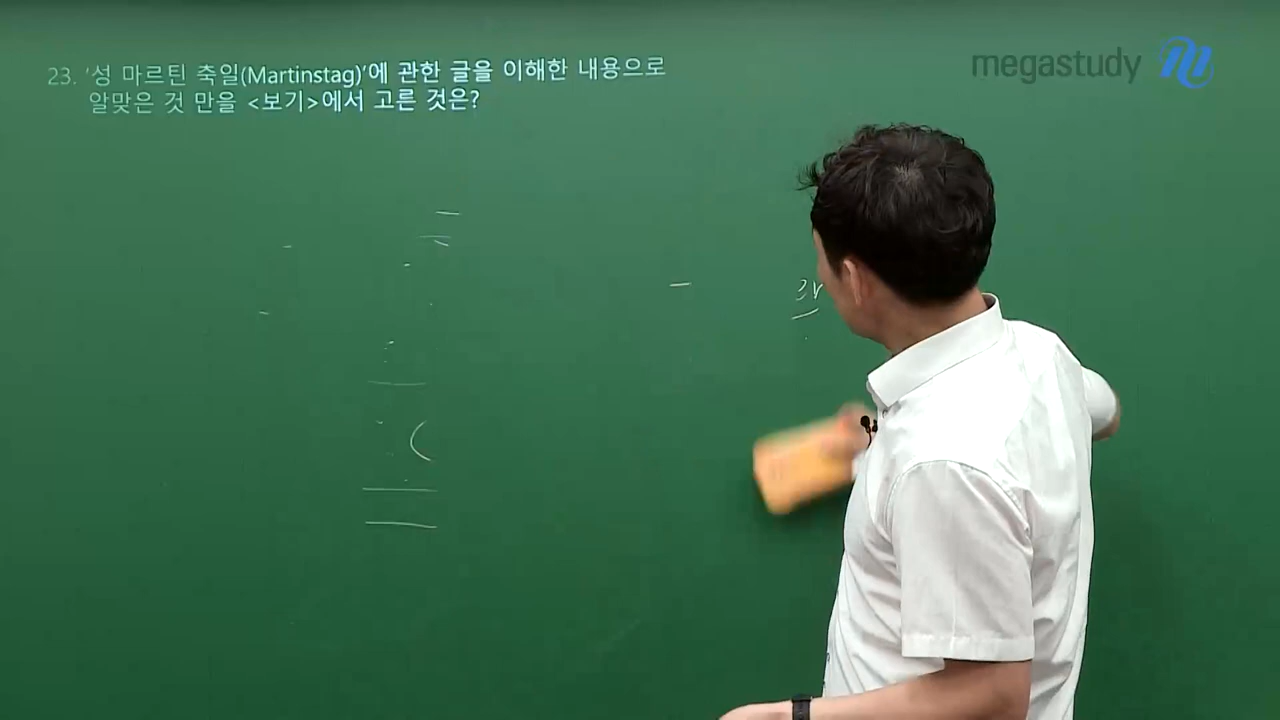 megastudy
23. '성 마르틴 축일(Martinstag)'에 관한 글을 이해한 내용으로
알맞은 것 만을 <보기>에서 고른 것은?